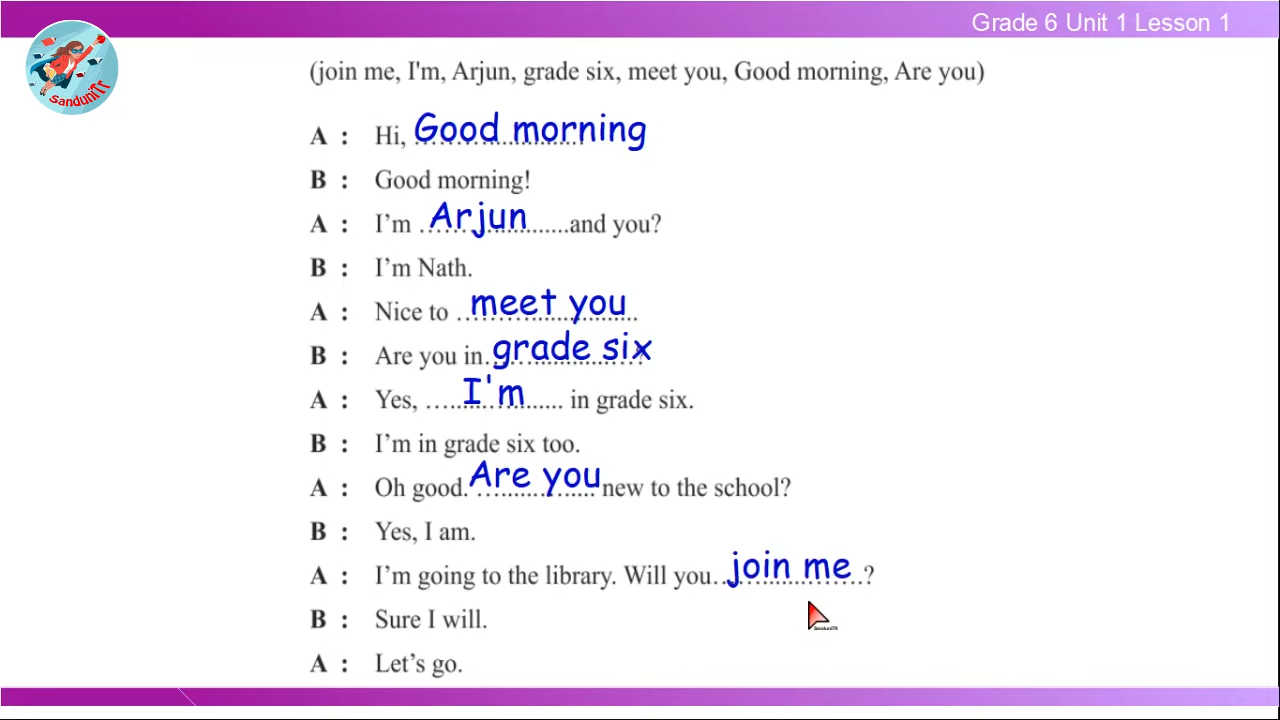 Grade 6 Unit 1 Lesson 1
SanduniTR
(join me, I'm, Arjun, grade six, meet you, Good morning, Are you)
A : Hi, Good morning
B : Good morning!
A : I'm Arjun and you?
B : I'm Nath.
A : Nice to meet you
B : Are you in grade six ?
A : Yes, I'm in grade six.
B : I'm in grade six too.
A : Oh good. Are you new to the school?
B : Yes, I am.
A : I'm going to the library. Will you join me ?
B : Sure I will.
SanduniTR
A : Let's go.